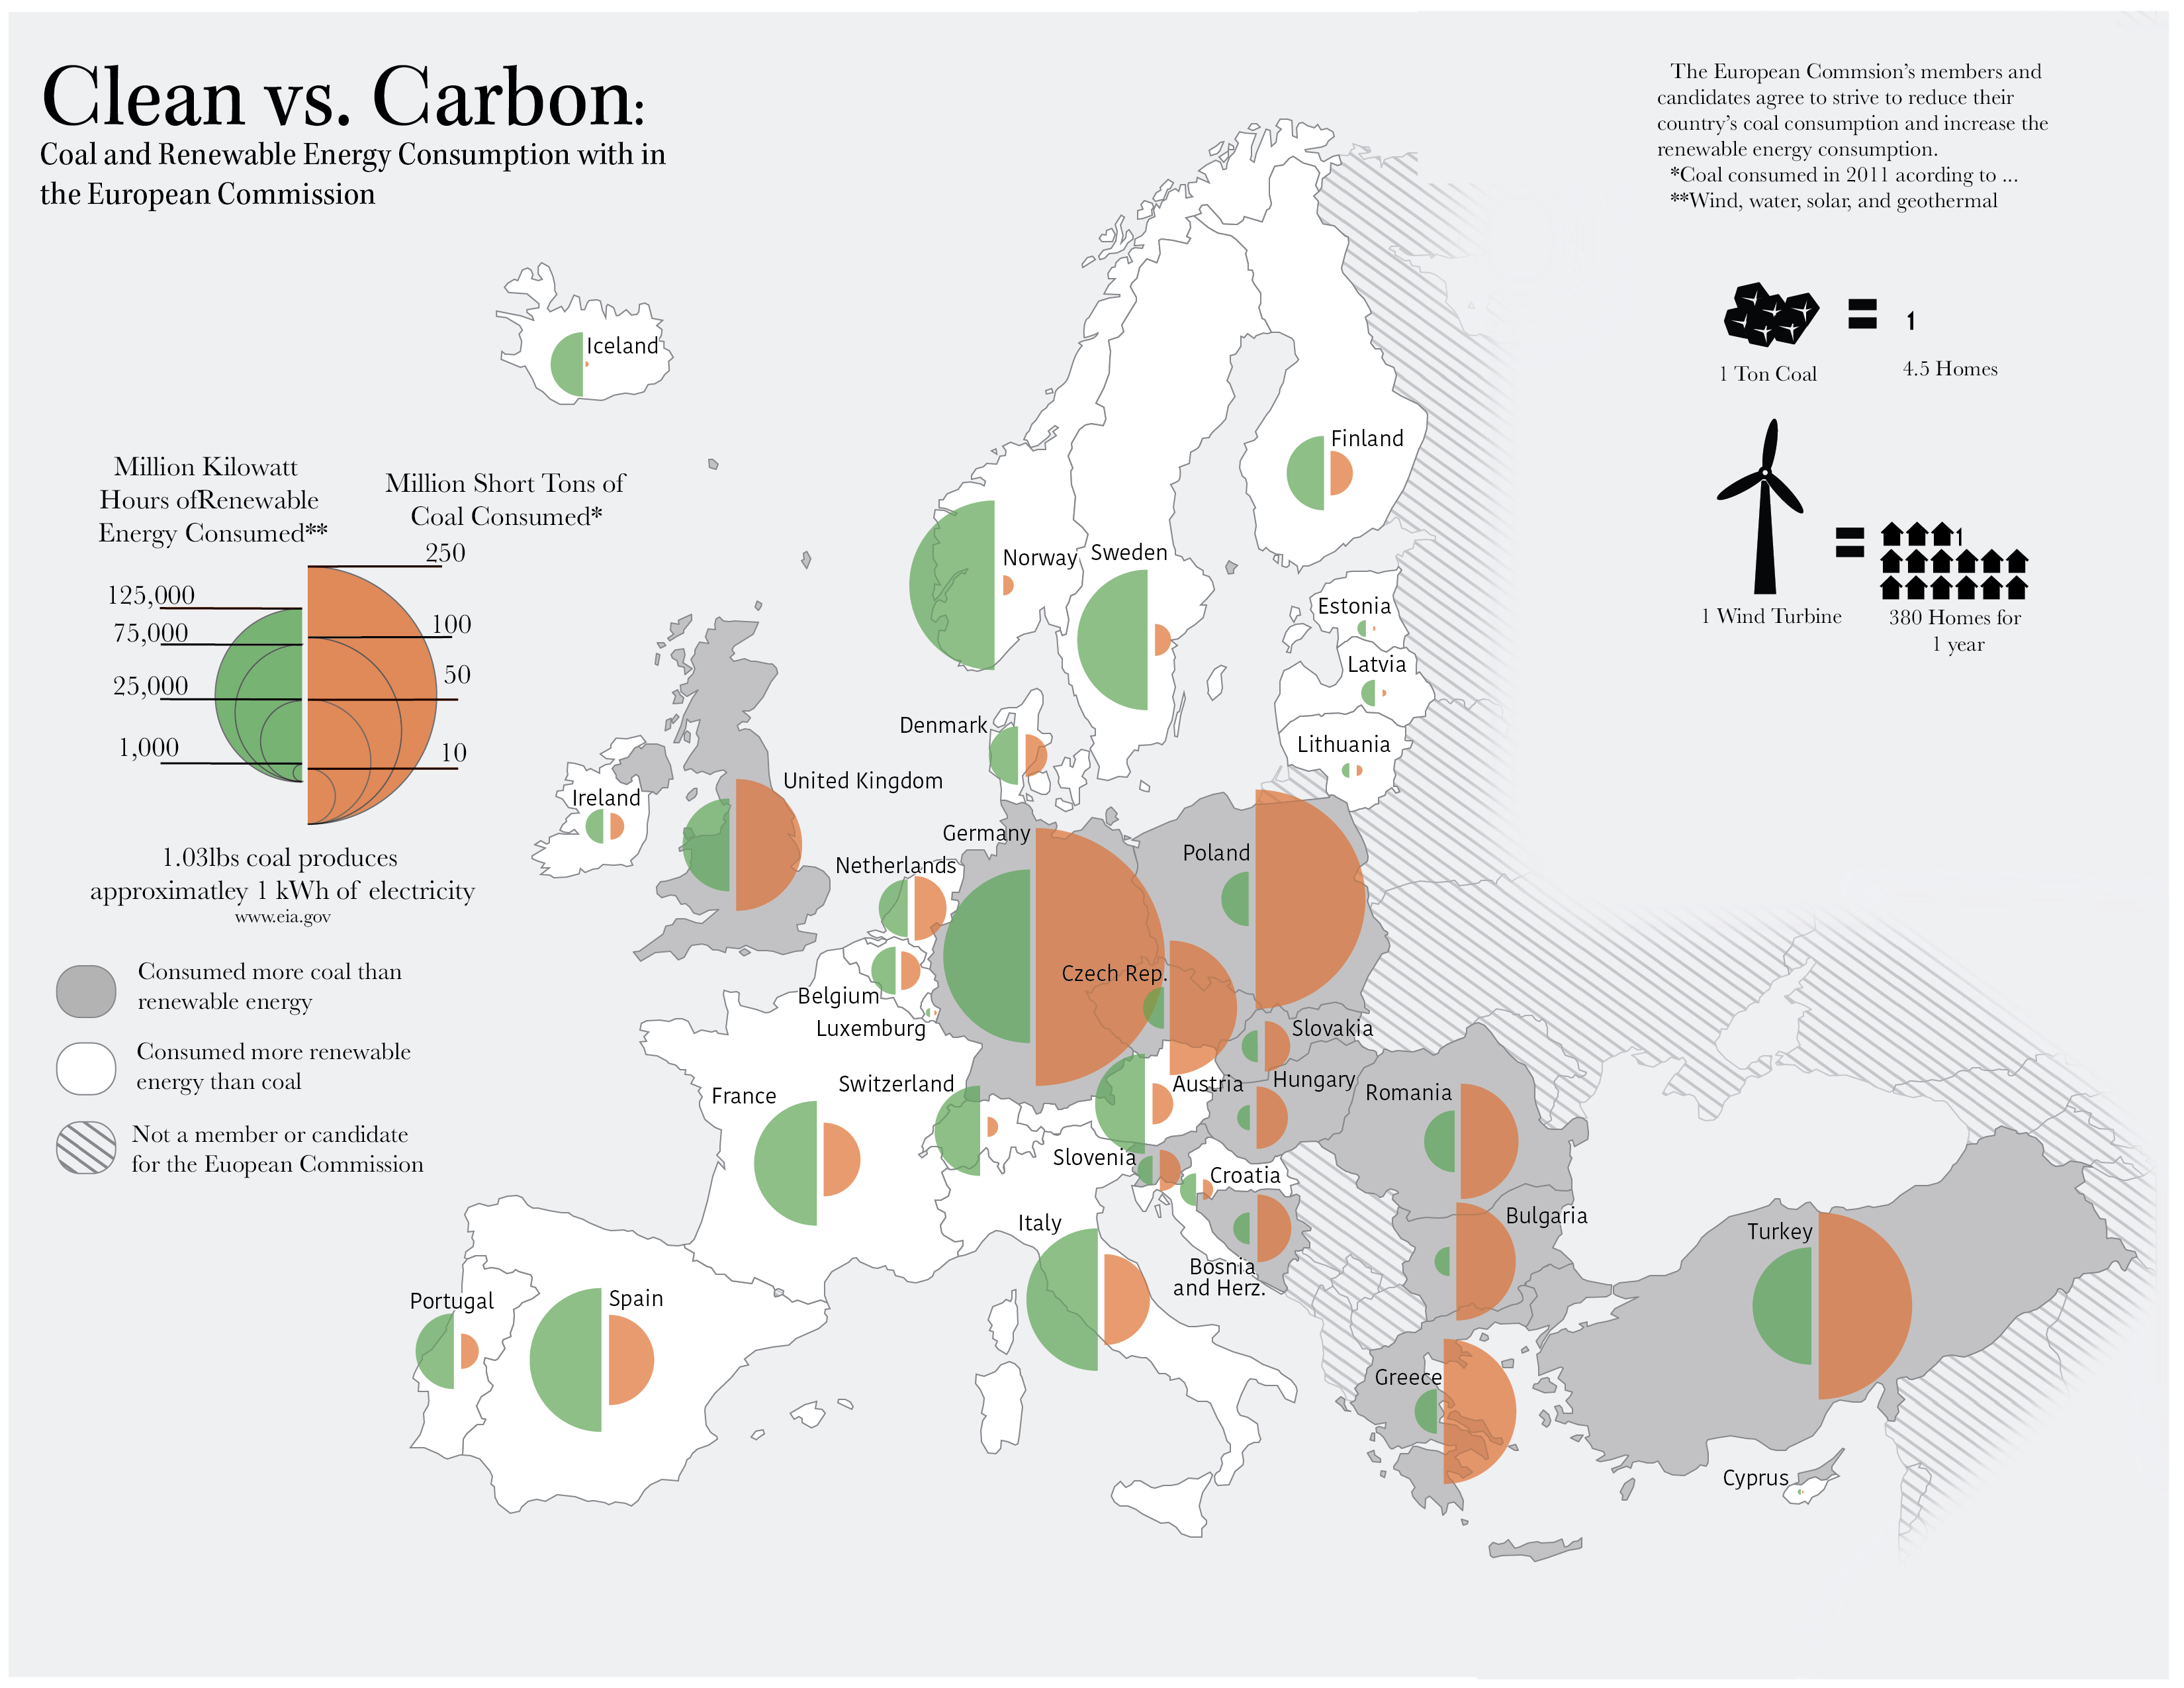 Clean vs. Carbon:
Coal and Renewable Energy Consumption with in
the European Commission
The European Commsion's members and
candidates agree to strive to reduce their
country's coal consumption and increase the
renewable energy consumption.
*Coal consumed in 2011 acording to ...
**Wind, water, solar, and geothermal
1 Ton Coal
4.5 Homes
1 Wind Turbine
380 Homes for
1 year
Million Kilowatt
Hours ofRenewable
Energy Consumed**
Million Short Tons of
Coal Consumed*
250
125,000
100
75,000
50
25,000
10
1,000
1.03lbs coal produces
approximatley 1 kWh of electricity
www.eia.gov
Consumed more coal than
renewable energy
Consumed more renewable
energy than coal
Not a member or candidate
for the Euopean Commission
Iceland
Finland
Norway
Sweden
Estonia
Latvia
Denmark
Lithuania
United Kingdom
Ireland
Germany
Poland
Netherlands
Czech Rep.
Belgium
Luxemburg
Slovakia
Switzerland
Austria
Hungary
France
Romania
Slovenia
Croatia
Italy
Bulgaria
Turkey
Bosnia
and Herz.
Portugal
Spain
Greece
Cyprus